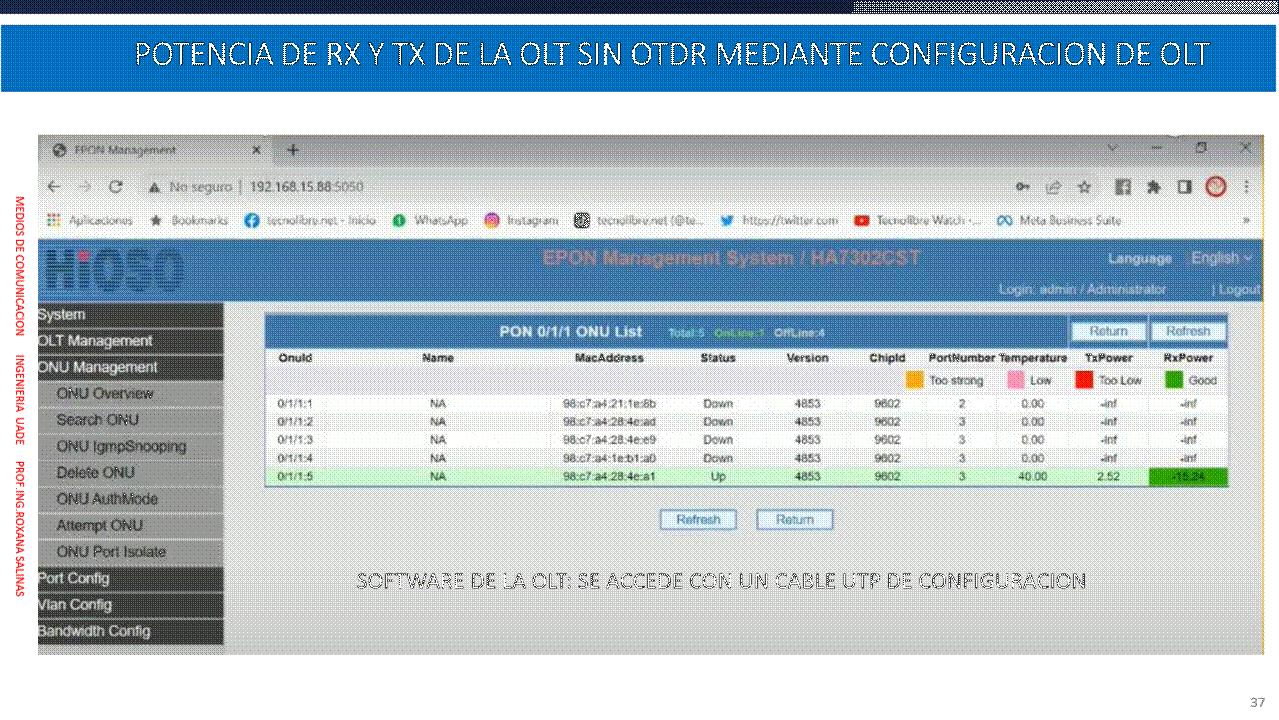 POTENCIA DE RX Y TX DE LA OLT SIN OTDR MEDIANTE CONFIGURACION DE OLT
MEDIOS DE COMUNICACION INGENIERIA UADE PROF.ING.ROXANA SALINAS
EPON Management
No seguro | 192.168.15.88:5050
Aplicaciones Bookmarks tecnolibre.net - Inicio WhatsApp Instagram tecnolibre.net (@te... https://twitter.com Tecnolibre Watch -... Meta Business Suite »
HiOSO
EPON Management System / HA7302CST
Language English
Login: admin / Administrator | Logout
System
OLT Management
ONU Management
ONU Overview
Search ONU
ONU IgmpSnooping
Delete ONU
ONU AuthMode
Attempt ONU
ONU Port Isolate
Port Config
Vlan Config
Bandwidth Config
PON 0/1/1 ONU List Total:5 OnLine:1 OffLine:4 Return Refresh
OnuId Name MacAddress Status Version ChipId PortNumber Temperature TxPower RxPower
Too strong Low Too Low Good
0/1/1:1 NA 98:c7:a4:21:1e:8b Down 4853 9602 2 0.00 -inf -inf
0/1/1:2 NA 98:c7:a4:28:4e:ad Down 4853 9602 3 0.00 -inf -inf
0/1/1:3 NA 98:c7:a4:28:4e:e9 Down 4853 9602 3 0.00 -inf -inf
0/1/1:4 NA 98:c7:a4:1e:b1:a0 Down 4853 9602 3 0.00 -inf -inf
0/1/1:5 NA 98:c7:a4:28:4e:a1 Up 4853 9602 3 40.00 2.52 -15.24
Refresh Return
SOFTWARE DE LA OLT: SE ACCEDE CON UN CABLE UTP DE CONFIGURACION
37